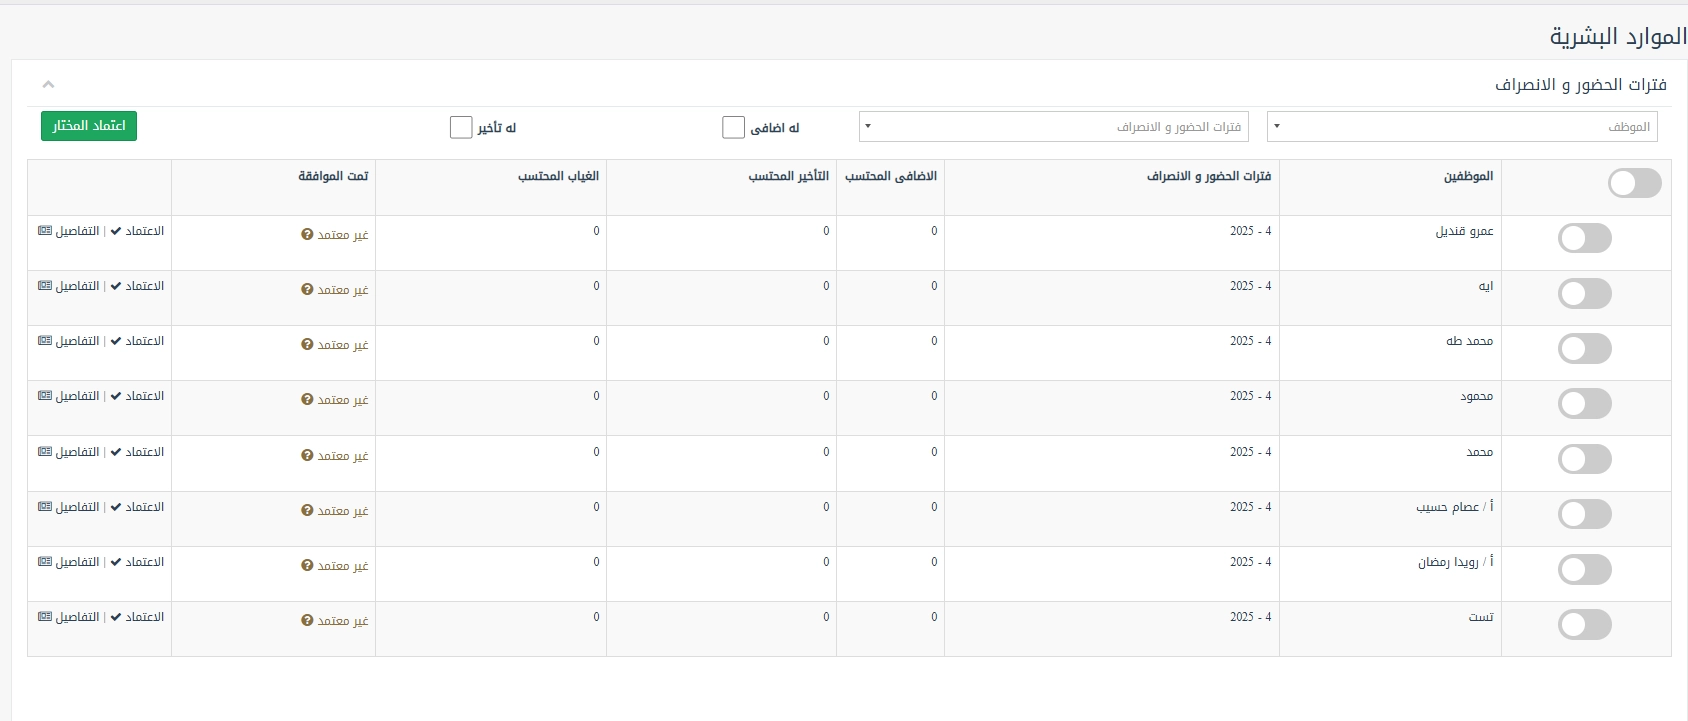 الموارد البشرية
فترات الحضور و الانصراف
الموظف فترات الحضور و الانصراف له اضافى له تأخير اعتماد المختار
الموظفين فترات الحضور و الانصراف الاضافى المحتسب التأخير المحتسب الغياب المحتسب تمت الموافقة
عمرو قنديل 4 - 2025 0 0 0 غير معتمد الاعتماد | التفاصيل
ايه 4 - 2025 0 0 0 غير معتمد الاعتماد | التفاصيل
محمد طه 4 - 2025 0 0 0 غير معتمد الاعتماد | التفاصيل
محمود 4 - 2025 0 0 0 غير معتمد الاعتماد | التفاصيل
محمد 4 - 2025 0 0 0 غير معتمد الاعتماد | التفاصيل
أ / عصام حسيب 4 - 2025 0 0 0 غير معتمد الاعتماد | التفاصيل
أ / رويدا رمضان 4 - 2025 0 0 0 غير معتمد الاعتماد | التفاصيل
تست 4 - 2025 0 0 0 غير معتمد الاعتماد | التفاصيل